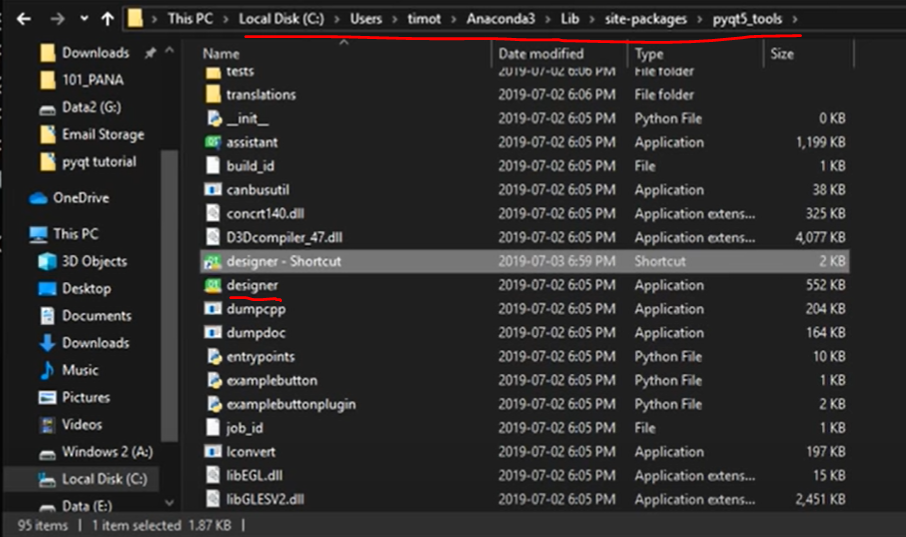 This PC > Local Disk (C:) > Users > timot > Anaconda3 > Lib > site-packages > pyqt5_tools >
Downloads
101_PANA
Data2 (G:)
Email Storage
pyqt tutorial
OneDrive
This PC
3D Objects
Desktop
Documents
Downloads
Music
Pictures
Videos
Windows 2 (A:)
Local Disk (C:)
Data (E:)
Name Date modified Type Size
tests 2019-07-02 6:06 PM File folder
translations 2019-07-02 6:06 PM File folder
__init__ 2019-07-02 6:05 PM Python File 0 KB
assistant 2019-07-02 6:05 PM Application 1,199 KB
build_id 2019-07-02 6:05 PM File 1 KB
canbusutil 2019-07-02 6:05 PM Application 38 KB
concrt140.dll 2019-07-02 6:05 PM Application extens... 325 KB
D3Dcompiler_47.dll 2019-07-02 6:05 PM Application extens... 4,077 KB
designer - Shortcut 2019-07-03 6:59 PM Shortcut 2 KB
designer 2019-07-02 6:05 PM Application 552 KB
dumpcpp 2019-07-02 6:05 PM Application 204 KB
dumpdoc 2019-07-02 6:05 PM Application 164 KB
entrypoints 2019-07-02 6:05 PM Python File 10 KB
examplebutton 2019-07-02 6:05 PM Python File 1 KB
examplebuttonplugin 2019-07-02 6:05 PM Python File 2 KB
job_id 2019-07-02 6:05 PM File 1 KB
lconvert 2019-07-02 6:05 PM Application 197 KB
libEGL.dll 2019-07-02 6:05 PM Application extens... 15 KB
libGLESV2.dll 2019-07-02 6:05 PM Application extens... 2,451 KB
95 items | 1 item selected 1.87 KB |